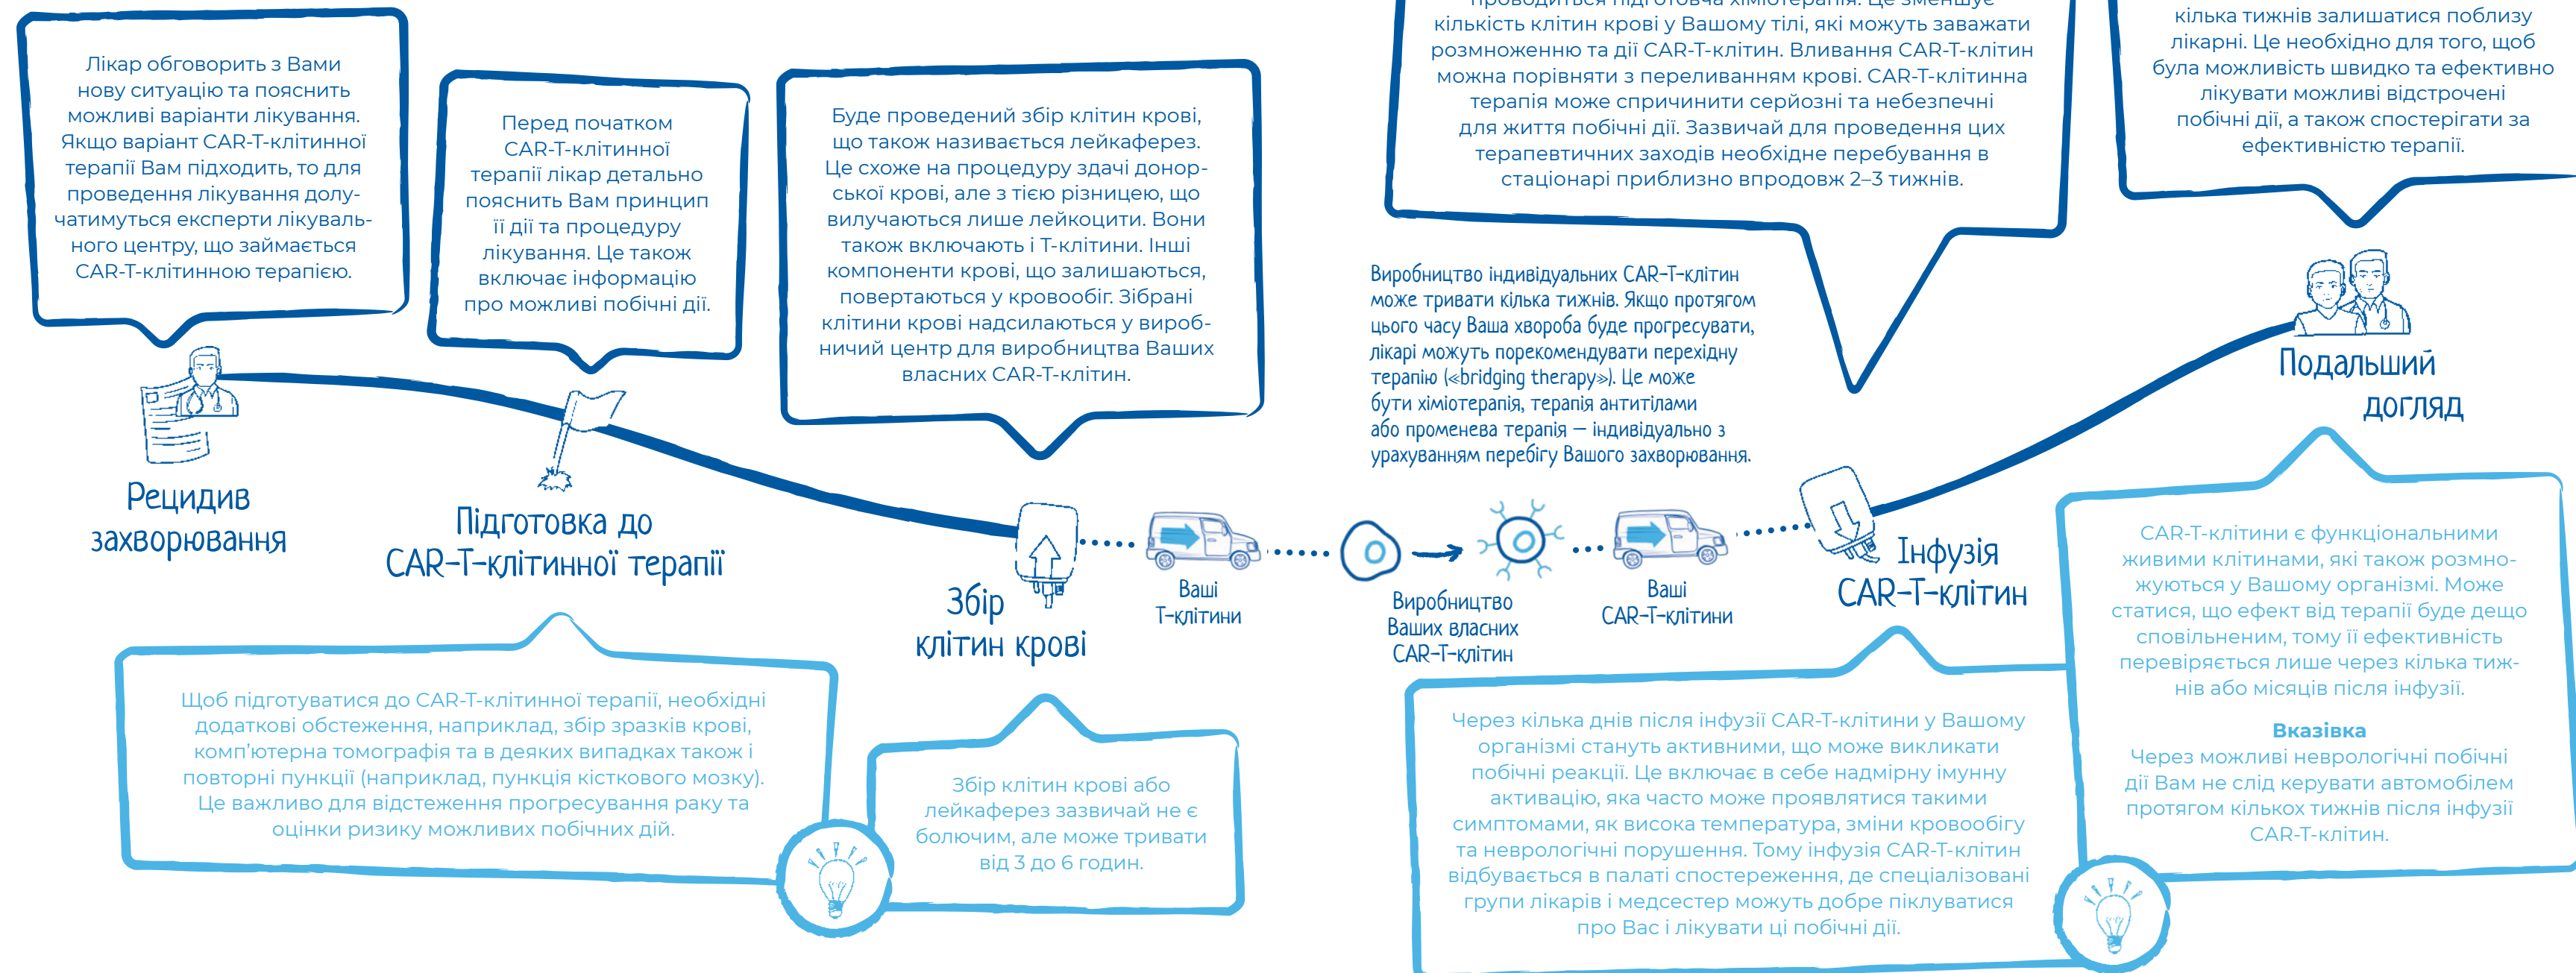 Лікар обговорить з Вами
нову ситуацію та пояснить
можливі варіанти лікування.
Якщо варіант CAR-T-клітинної
терапії Вам підходить, то для
проведення лікування долу-
чатимуться експерти лікуваль-
ного центру, що займається
CAR-T-клітинною терапією.
Рецидив
захворювання
Перед початком
CAR-T-клітинної
терапії лікар детально
пояснить Вам принцип
її дії та процедуру
лікування. Це також
включає інформацію
про можливі побічні дії.
Підготовка до
CAR-T-клітинної терапії
Щоб підготуватися до CAR-T-клітинної терапії, необхідні
додаткові обстеження, наприклад, збір зразків крові,
комп’ютерна томографія та в деяких випадках також і
повторні пункції (наприклад, пункція кісткового мозку).
Це важливо для відстеження прогресування раку та
оцінки ризику можливих побічних дій.
Буде проведений збір клітин крові,
що також називається лейкаферез.
Це схоже на процедуру здачі донор-
ської крові, але з тією різницею, що
вилучаються лише лейкоцити. Вони
також включають і Т-клітини. Інші
компоненти крові, що залишаються,
повертаються у кровообіг. Зібрані
клітини крові надсилаються у вироб-
ничий центр для виробництва Ваших
власних CAR-T-клітин.
Збір
клітин крові
Збір клітин крові або
лейкаферез зазвичай не є
болючим, але може тривати
від 3 до 6 годин.
Ваші
Т-клітини
Виробництво індивідуальних CAR-T-клітин
може тривати кілька тижнів. Якщо протягом
цього часу Ваша хвороба буде прогресувати,
лікарі можуть порекомендувати перехідну
терапію («bridging therapy»). Це може
бути хіміотерапія, терапія антитілами
або променева терапія – індивідуально з
урахуванням перебігу Вашого захворювання.
Виробництво
Ваших власних
CAR-T-клітин
Ваші
CAR-T-клітини
проводиться підготовча хіміотерапія. Це зменшує
кількість клітин крові у Вашому тілі, які можуть заважати
розмноженню та дії CAR-T-клітин. Вливання CAR-T-клітин
можна порівняти з переливанням крові. CAR-T-клітинна
терапія може спричинити серйозні та небезпечні
для життя побічні дії. Зазвичай для проведення цих
терапевтичних заходів необхідне перебування в
стаціонарі приблизно впродовж 2–3 тижнів.
Інфузія
CAR-T-клітин
Через кілька днів після інфузії CAR-T-клітини у Вашому
організмі стануть активними, що може викликати
побічні реакції. Це включає в себе надмірну імунну
активацію, яка часто може проявлятися такими
симптомами, як висока температура, зміни кровообігу
та неврологічні порушення. Тому інфузія CAR-T-клітин
відбувається в палаті спостереження, де спеціалізовані
групи лікарів і медсестер можуть добре піклуватися
про Вас і лікувати ці побічні дії.
кілька тижнів залишатися поблизу
лікарні. Це необхідно для того, щоб
була можливість швидко та ефективно
лікувати можливі відстрочені
побічні дії, а також спостерігати за
ефективністю терапії.
Подальший
догляд
CAR-T-клітини є функціональними
живими клітинами, які також розмно-
жуються у Вашому організмі. Може
статися, що ефект від терапії буде дещо
сповільненим, тому її ефективність
перевіряється лише через кілька тиж-
нів або місяців після інфузії.
Вказівка
Через можливі неврологічні побічні
дії Вам не слід керувати автомобілем
протягом кількох тижнів після інфузії
CAR-T-клітин.